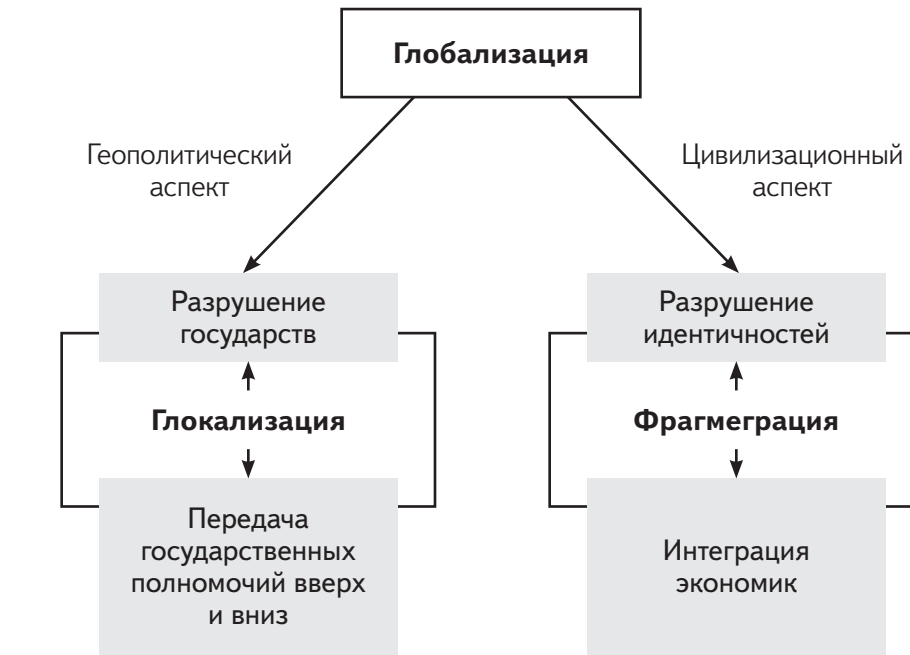 Глобализация
Геополитический
аспект
Цивилизационный
аспект
Разрушение
государств
Разрушение
идентичностей
Глокализация
Фрагмеграция
Передача
государственных
полномочий вверх
и вниз
Интеграция
экономик